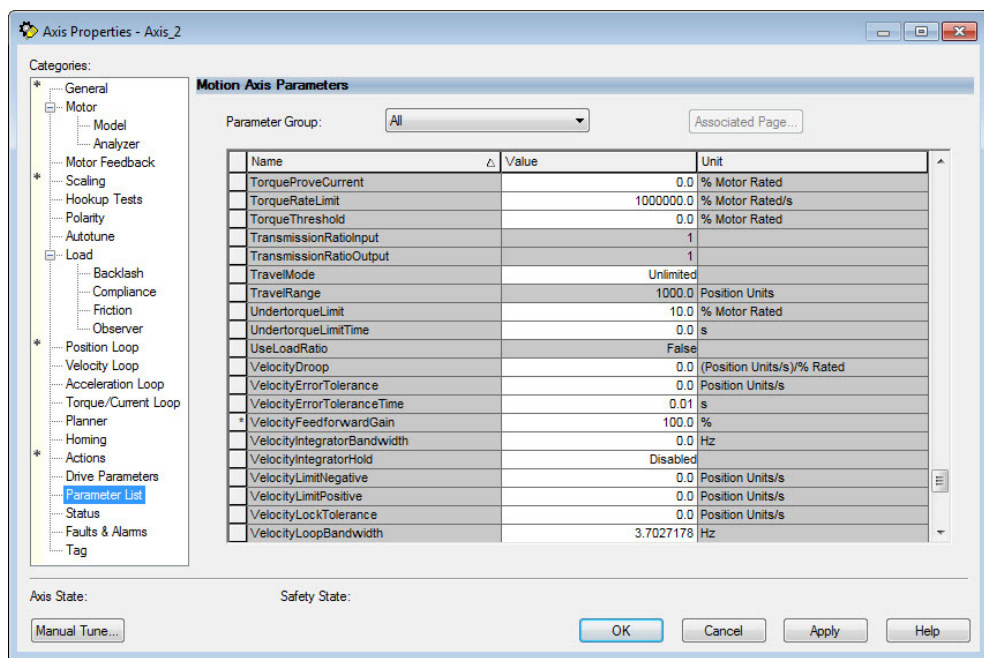 Axis Properties - Axis_2
Categories:
* General
Motor
Model
Analyzer
Motor Feedback
* Scaling
Hookup Tests
Polarity
Autotune
Load
Backlash
Compliance
Friction
Observer
* Position Loop
Velocity Loop
Acceleration Loop
Torque/Current Loop
Planner
Homing
* Actions
Drive Parameters
Parameter List
Status
Faults & Alarms
Tag
Motion Axis Parameters
Parameter Group: All Associated Page...
Name Value Unit
TorqueProveCurrent 0.0 % Motor Rated
TorqueRateLimit 1000000.0 % Motor Rated/s
TorqueThreshold 0.0 % Motor Rated
TransmissionRatioInput 1
TransmissionRatioOutput 1
TravelMode Unlimited
TravelRange 1000.0 Position Units
UndertorqueLimit 10.0 % Motor Rated
UndertorqueLimitTime 0.0 s
UseLoadRatio False
VelocityDroop 0.0 (Position Units/s)/% Rated
VelocityErrorTolerance 0.0 Position Units/s
VelocityErrorToleranceTime 0.01 s
* VelocityFeedforwardGain 100.0 %
VelocityIntegratorBandwidth 0.0 Hz
VelocityIntegratorHold Disabled
VelocityLimitNegative 0.0 Position Units/s
VelocityLimitPositive 0.0 Position Units/s
VelocityLockTolerance 0.0 Position Units/s
VelocityLoopBandwidth 3.7027178 Hz
Axis State: Safety State:
Manual Tune... OK Cancel Apply Help